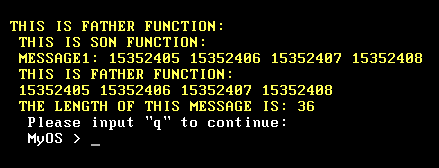 THIS IS FATHER FUNCTION:
THIS IS SON FUNCTION:
MESSAGE1: 15352405 15352406 15352407 15352408
THIS IS FATHER FUNCTION:
15352405 15352406 15352407 15352408
THE LENGTH OF THIS MESSAGE IS: 36
Please input "q" to continue:
MyOS > _